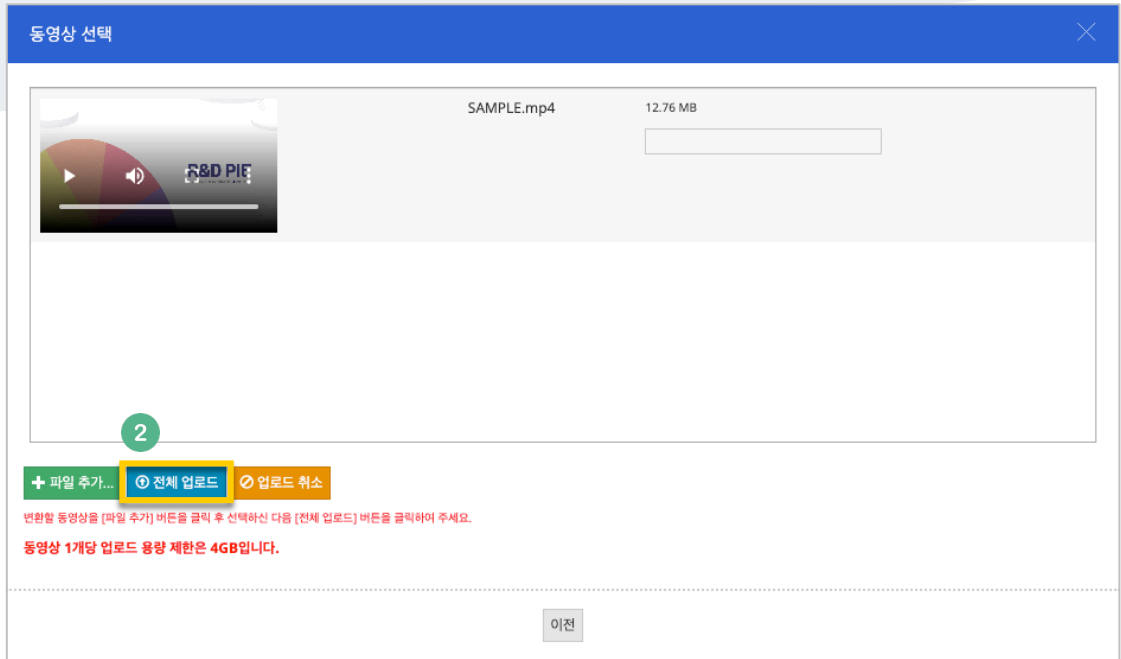 동영상 선택
SAMPLE.mp4
12.76 MB
R&D PIE
2
파일 추가...
전체 업로드
업로드 취소
변환할 동영상을 [파일 추가] 버튼을 클릭 후 선택하신 다음 [전체 업로드] 버튼을 클릭하여 주세요.
동영상 1개당 업로드 용량 제한은 4GB입니다.
이전